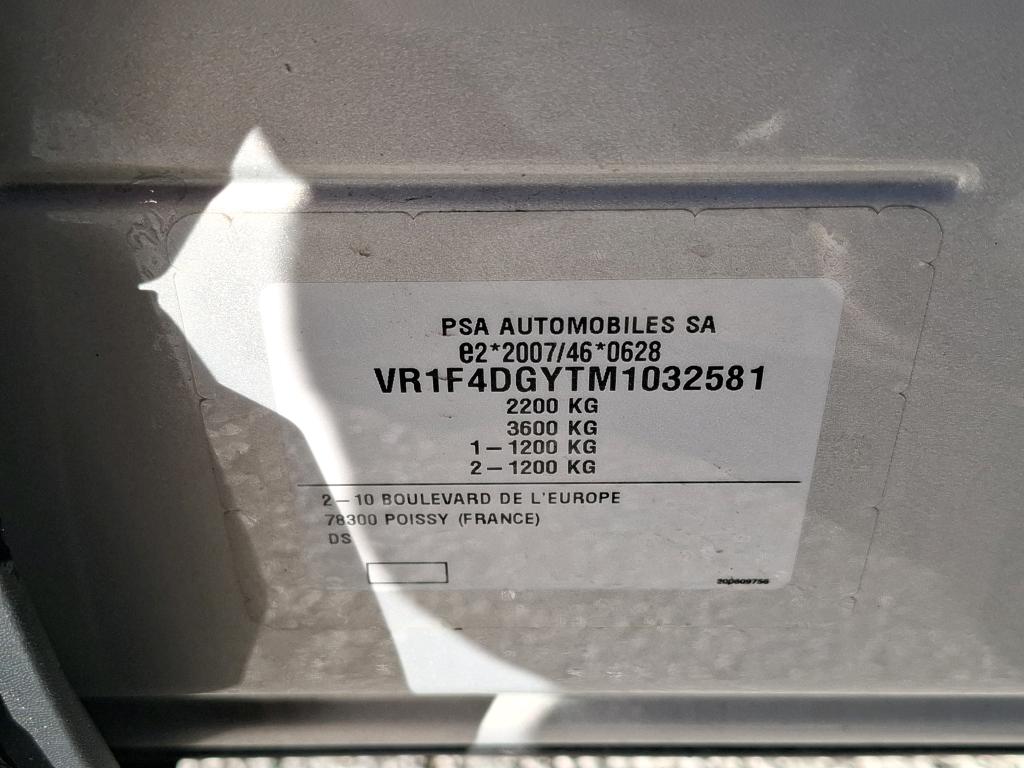 PSA AUTOMOBILES SA
e2*2007/46*0628
VR1F4DGYTM1032581
2200 KG
3600 KG
1-1200 KG
2-1200 KG
2-10 BOULEVARD DE L'EUROPE
78300 POISSY (FRANCE)
DS